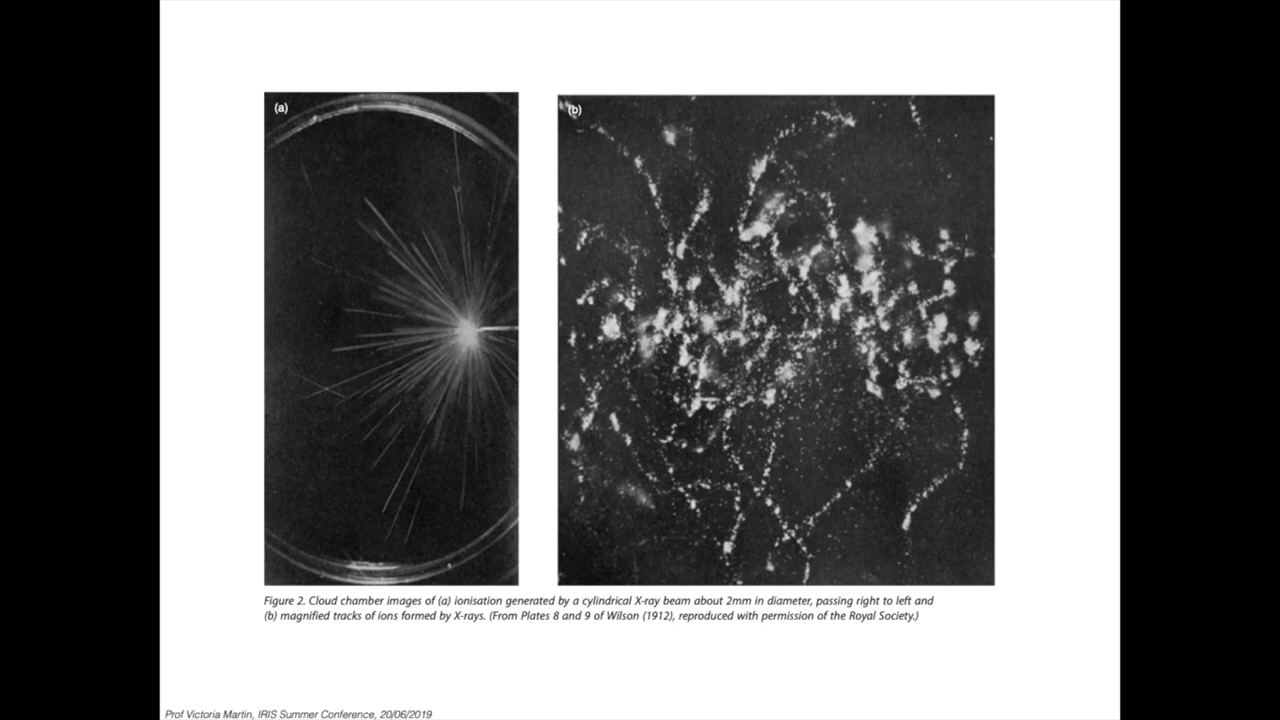 (a)
(b)
Figure 2. Cloud chamber images of (a) ionisation generated by a cylindrical X-ray beam about 2mm in diameter, passing right to left and
(b) magnified tracks of ions formed by X-rays. (From Plates 8 and 9 of Wilson (1912), reproduced with permission of the Royal Society.)
Prof Victoria Martin, IRIS Summer Conference, 20/06/2019